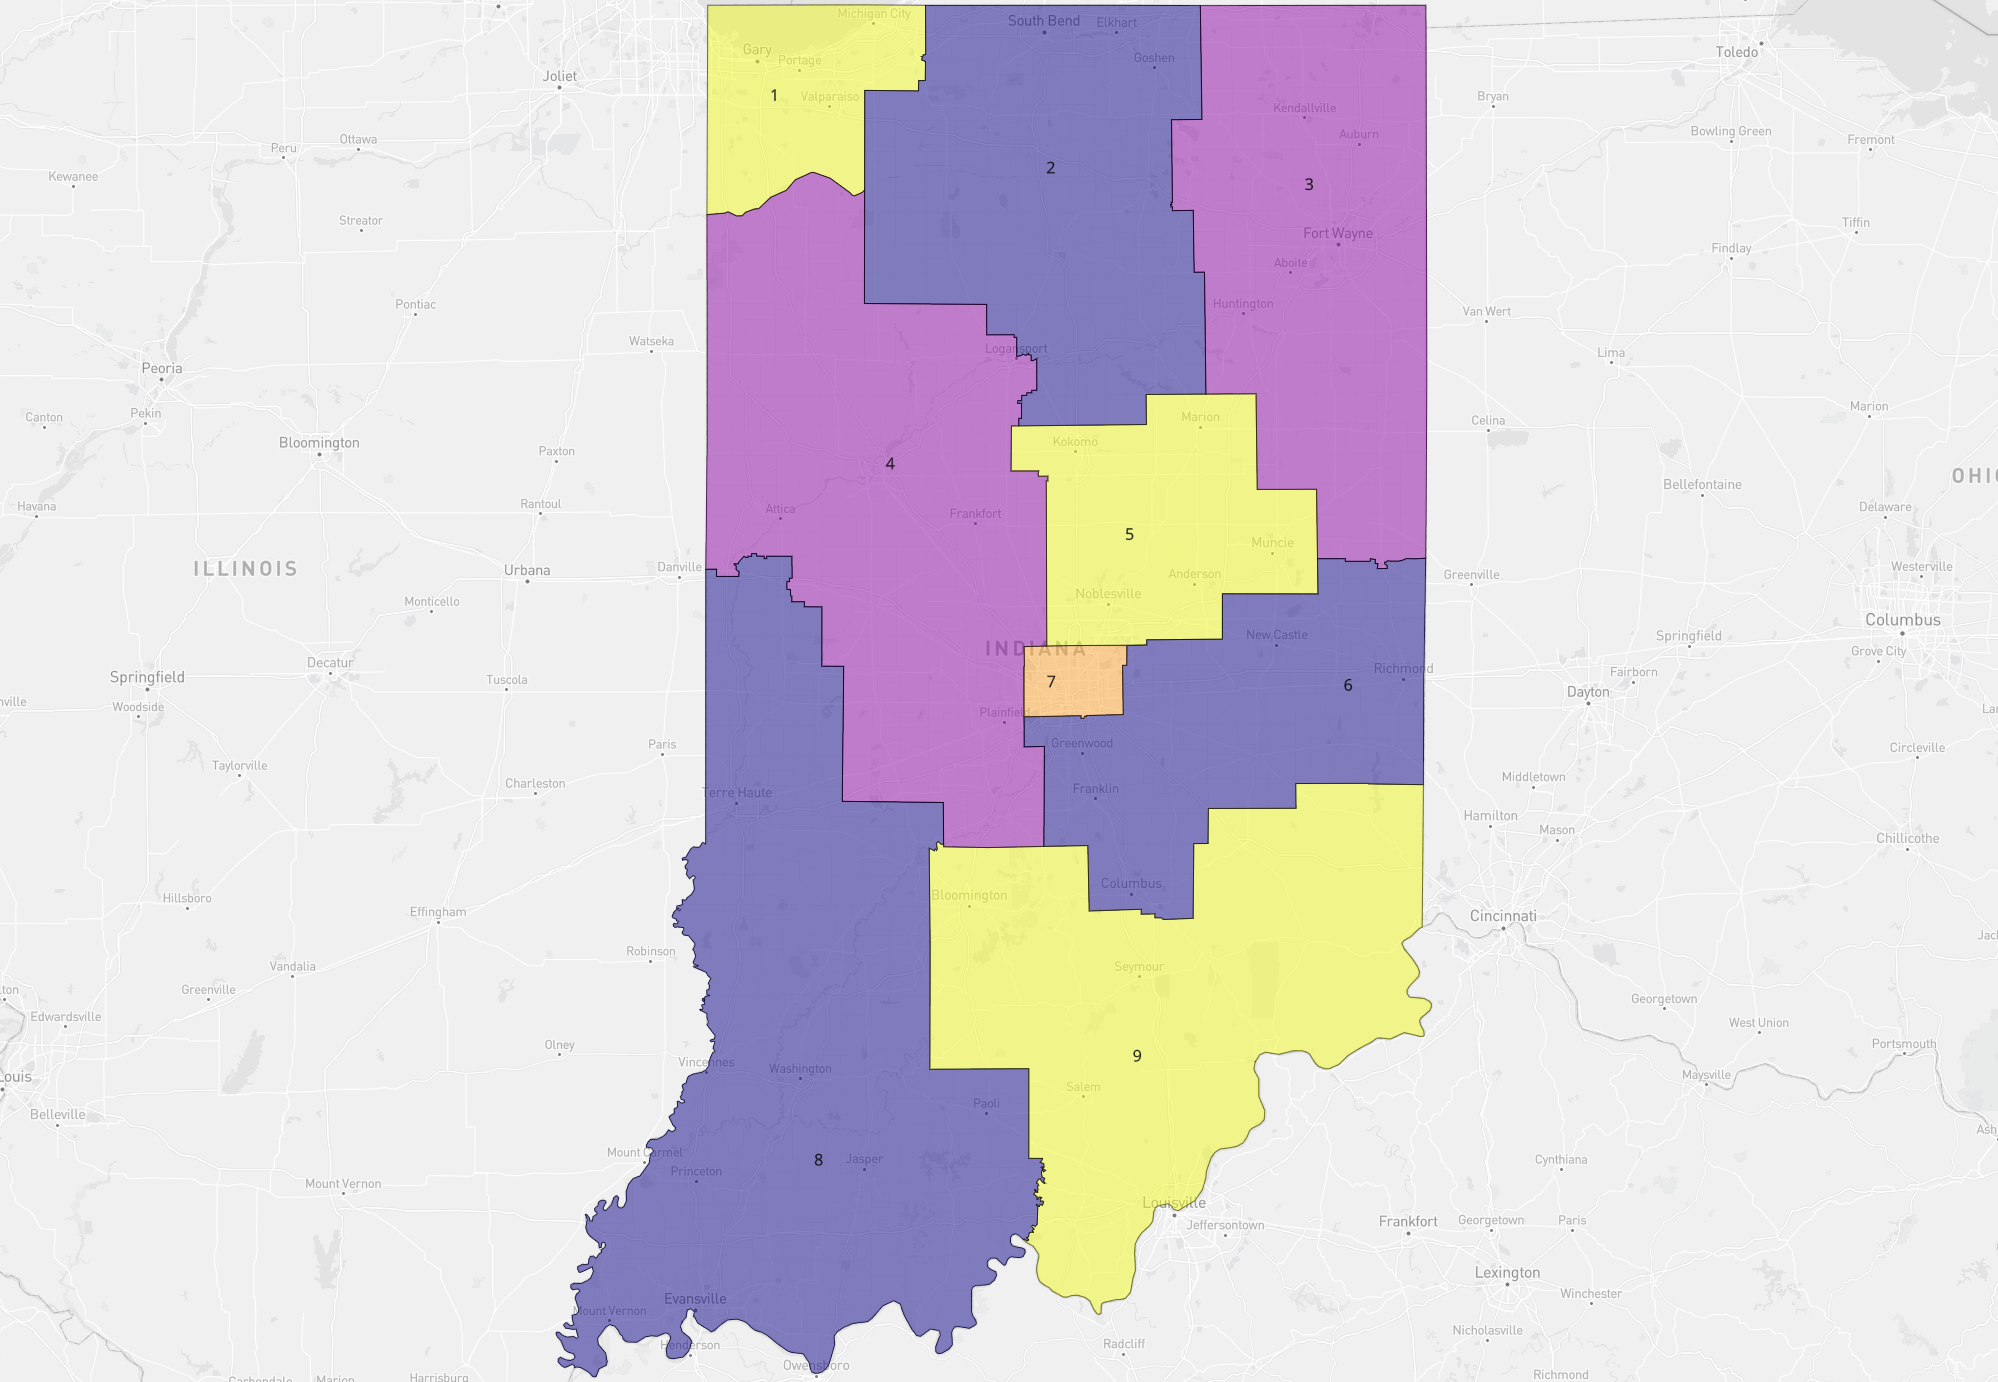 Michigan City
South Bend
Elkhart
Gary
Portage
Goshen
Toledo
Joliet
1
Valparaiso
Kendallville
Bryan
Auburn
Bowling Green
Fremont
Ottawa
Peru
Kewanee
2
3
Streator
Tiffin
Fort Wayne
Findlay
Aboite
Pontiac
Huntington
Van Wert
Watseka
Logansport
Lima
Peoria
Pekin
Canton
Marion
Marion
Celina
Bloomington
Kokomo
Paxton
4
OHIO
Bellefontaine
Havana
Rantoul
Attica
Frankfort
Delaware
5
Muncie
ILLINOIS
Urbana
Danville
Anderson
Greenville
Westerville
Noblesville
Monticello
Columbus
New Castle
Springfield
INDIANA
Grove City
Decatur
Richmond
Springfield
Tuscola
7
6
Fairborn
Dayton
Woodside
Plainfield
Paris
Greenwood
Circleville
Taylorville
Charleston
Terre Haute
Franklin
Middletown
Hamilton
Mason
Chillicothe
Hillsboro
Effingham
Bloomington
Columbus
Cincinnati
Robinson
Vandalia
Seymour
Greenville
Georgetown
Edwardsville
West Union
Olney
Vincennes
Washington
9
Portsmouth
Louis
Salem
Maysville
Belleville
Paoli
Mount Carmel
8
Jasper
Princeton
Cynthiana
Mount Vernon
Louisville
Jeffersontown
Frankfort
Georgetown
Paris
Lexington
Winchester
Evansville
Mount Vernon
Henderson
Radcliff
Nicholasville
Owensboro
Richmond
Carbondale
Marion
Harrisburg